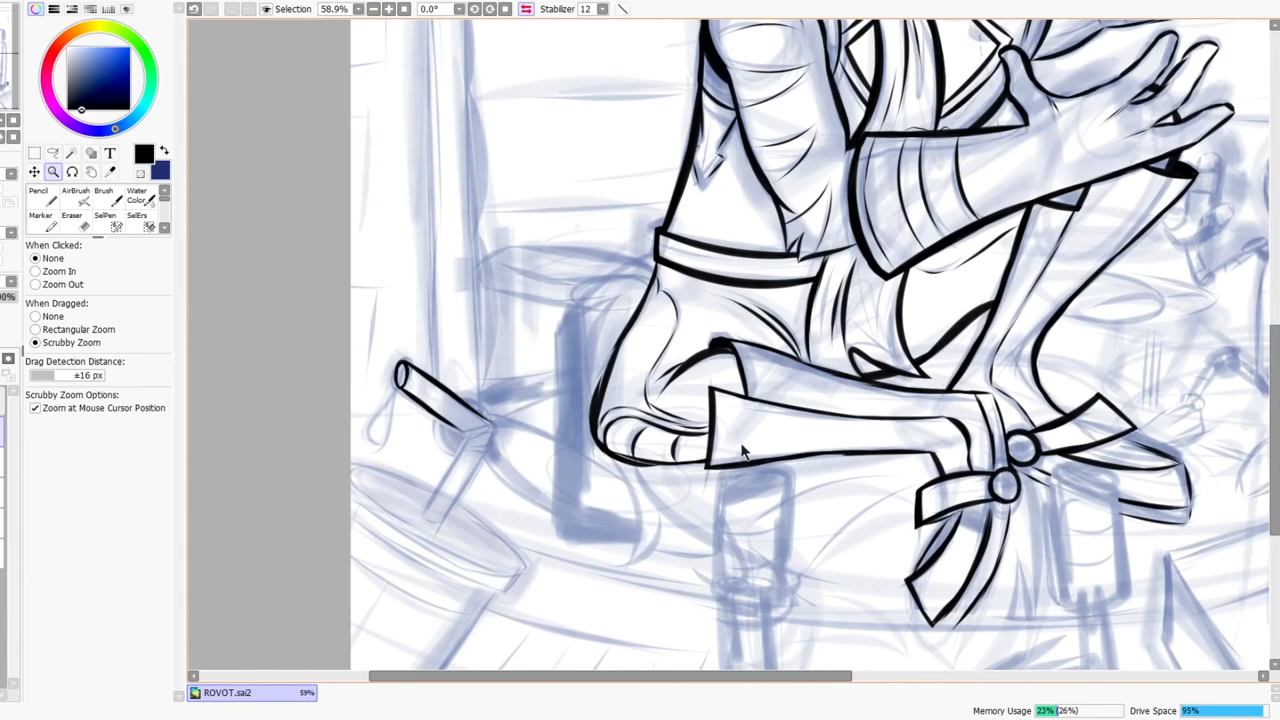 Selection 58.9% 0.0° Stabilizer 12
T
Pencil AirBrush Brush Water Color
Marker Eraser SelPen SelErs
When Clicked:
None
Zoom In
Zoom Out
When Dragged:
None
Rectangular Zoom
Scrubby Zoom
Drag Detection Distance:
±16 px
Scrubby Zoom Options:
Zoom at Mouse Cursor Position
ROVOT.sai2 59%
Memory Usage 23% (26%) Drive Space 95%